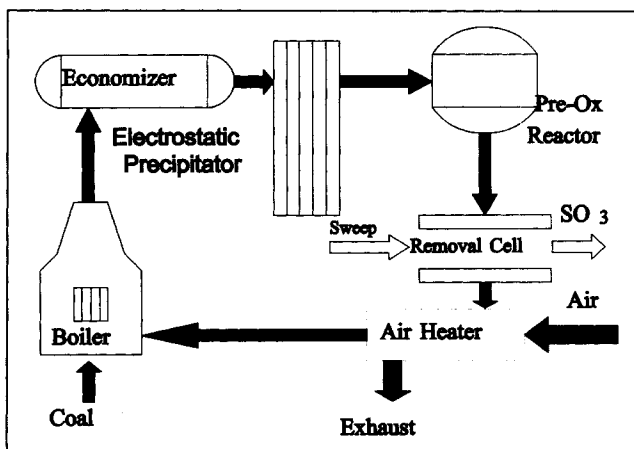 Economizer
Electrostatic
Precipitator
Pre-Ox
Reactor
Sweep
Removal Cell
SO 3
Boiler
Air Heater
Air
Coal
Exhaust